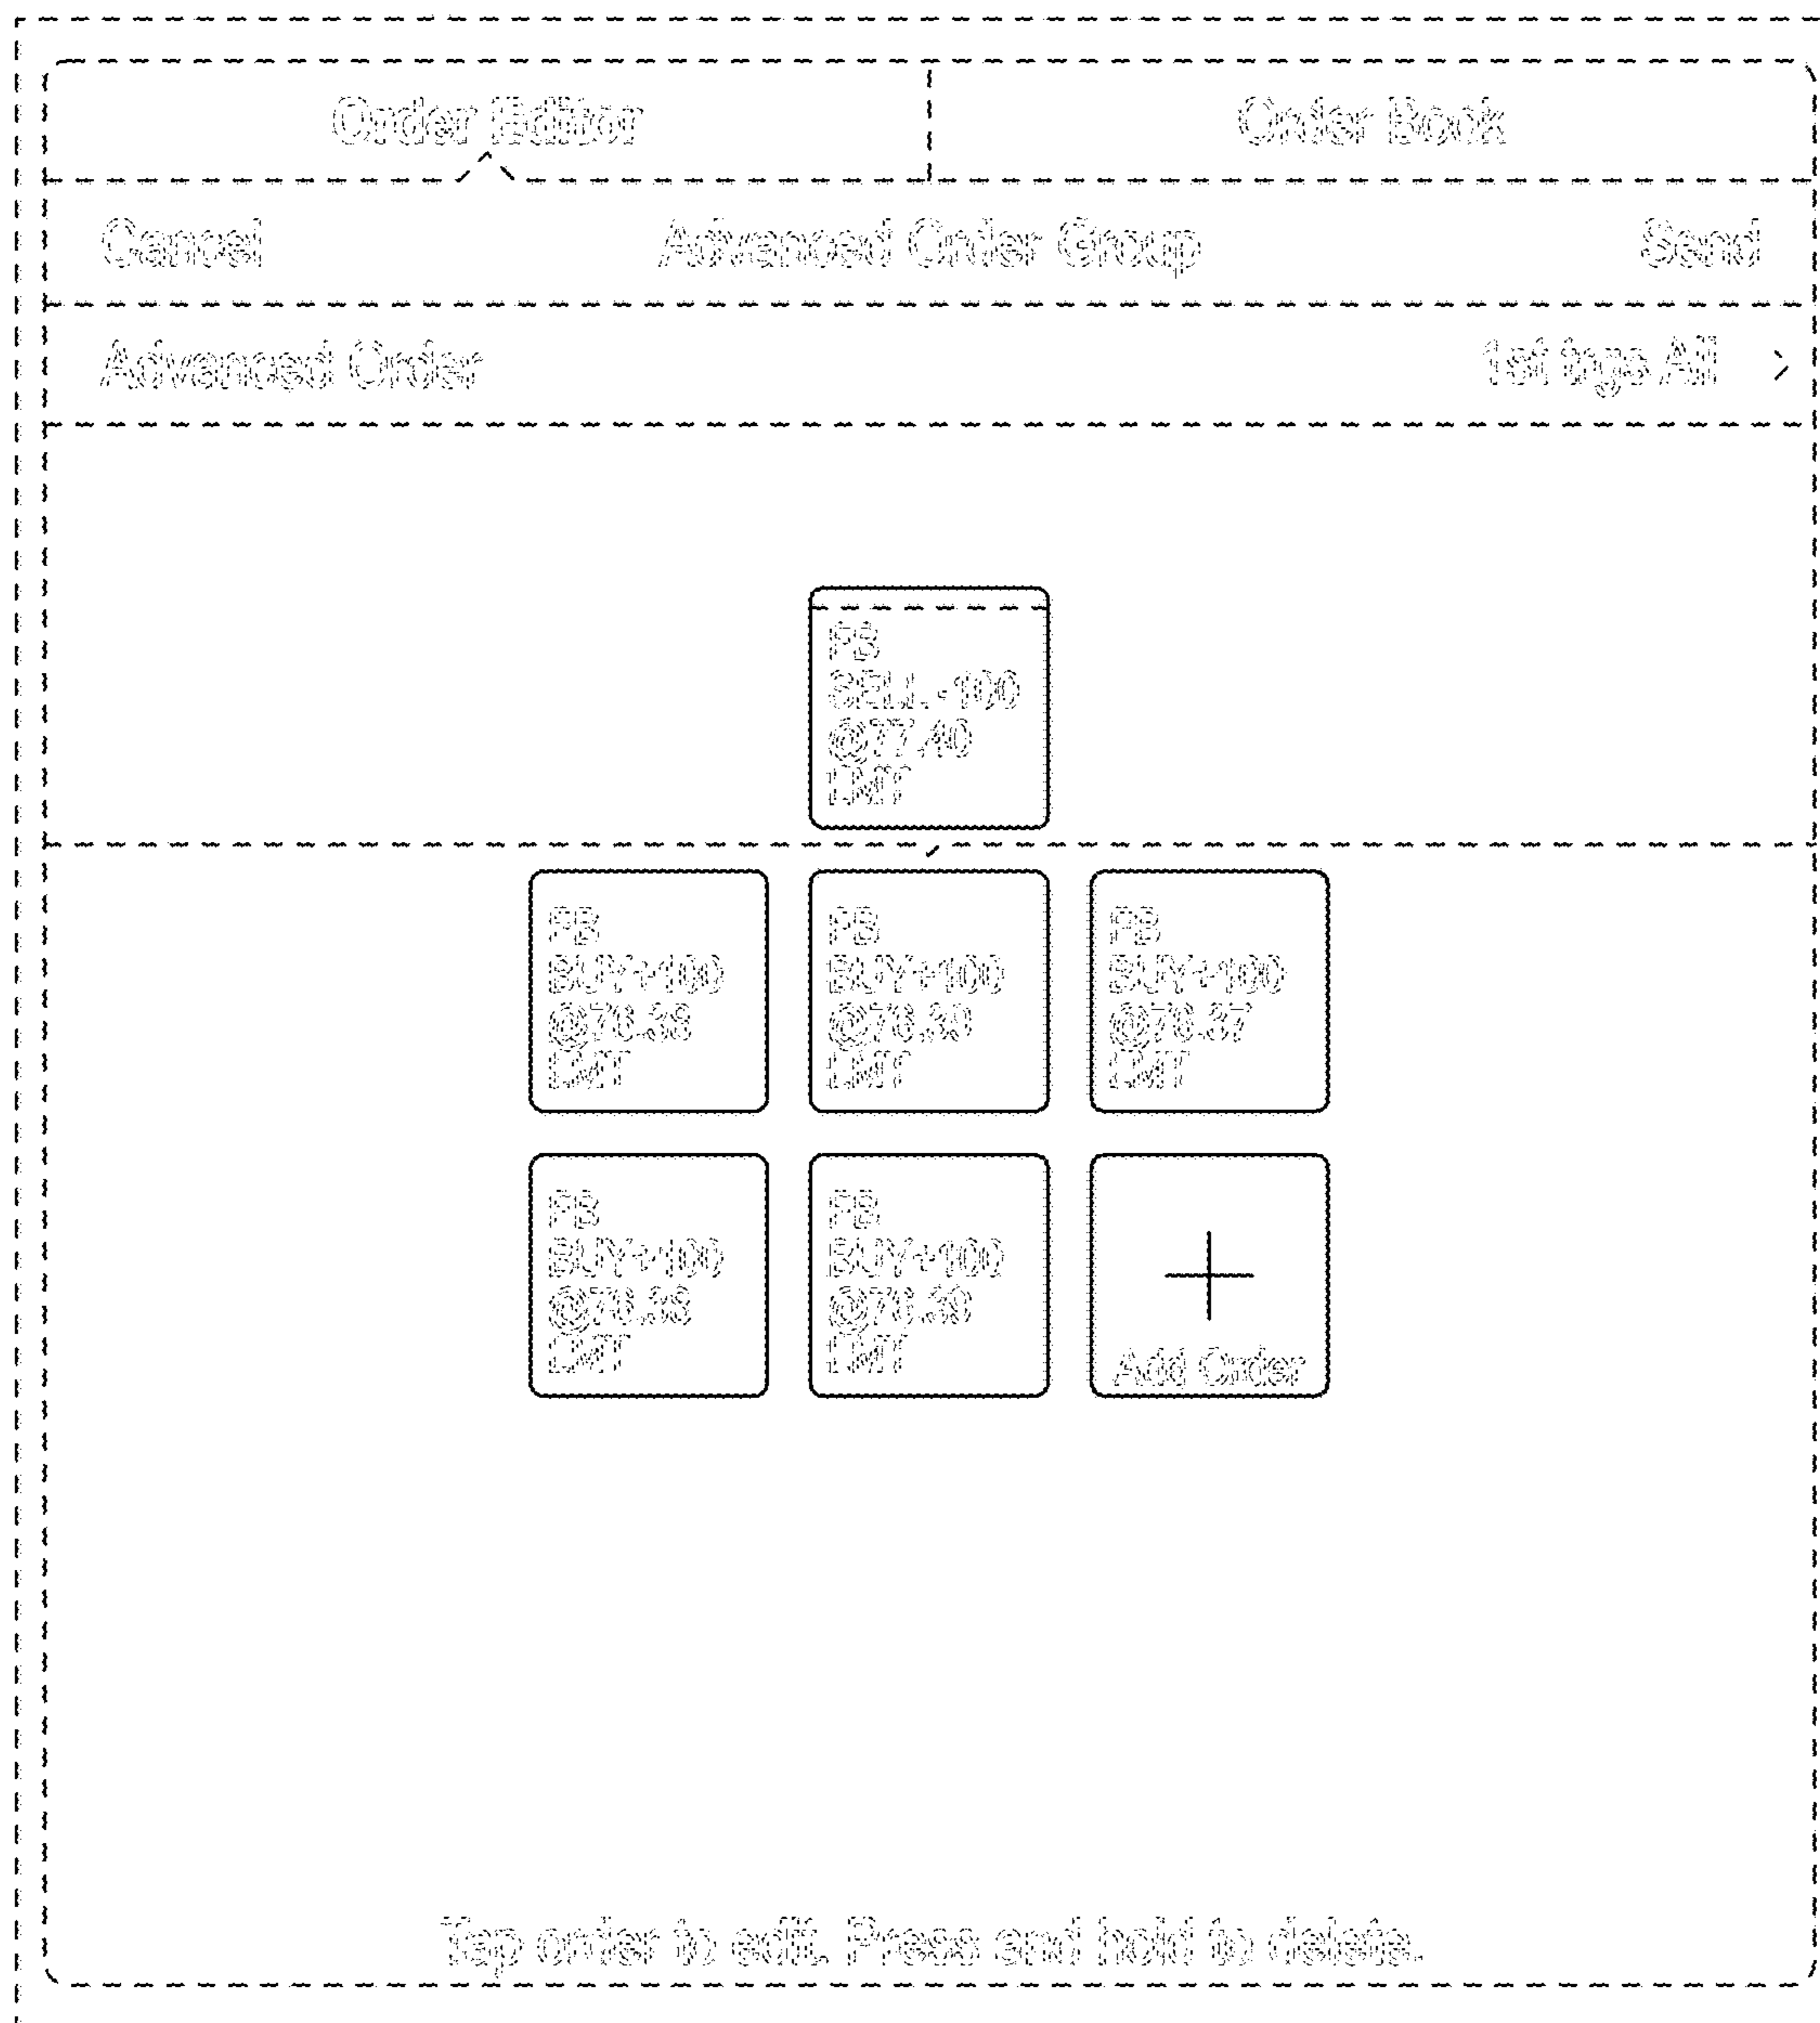 Order Editor
Order Book
Cancel
Advanced Order Group
Send
Advanced Order
1st trgs All
FB
SELL -100
@77.40
LMT
FB
BUY+100
LMT
FB
BUY+100
LMT
FB
BUY+100
LMT
FB
BUY+100
LMT
FB
BUY+100
LMT
Add Order
Tap order to edit. Press and hold to delete.